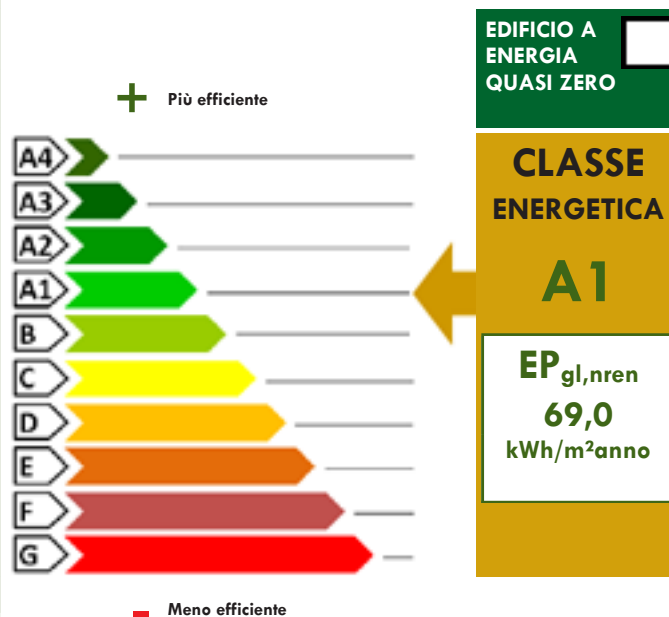 EDIFICIO A
ENERGIA
QUASI ZERO
+ Più efficiente
A4
A3
A2
A1
B
C
D
E
F
G
- Meno efficiente
CLASSE
ENERGETICA
A1
EPgl,nren
69,0
kWh/m²anno